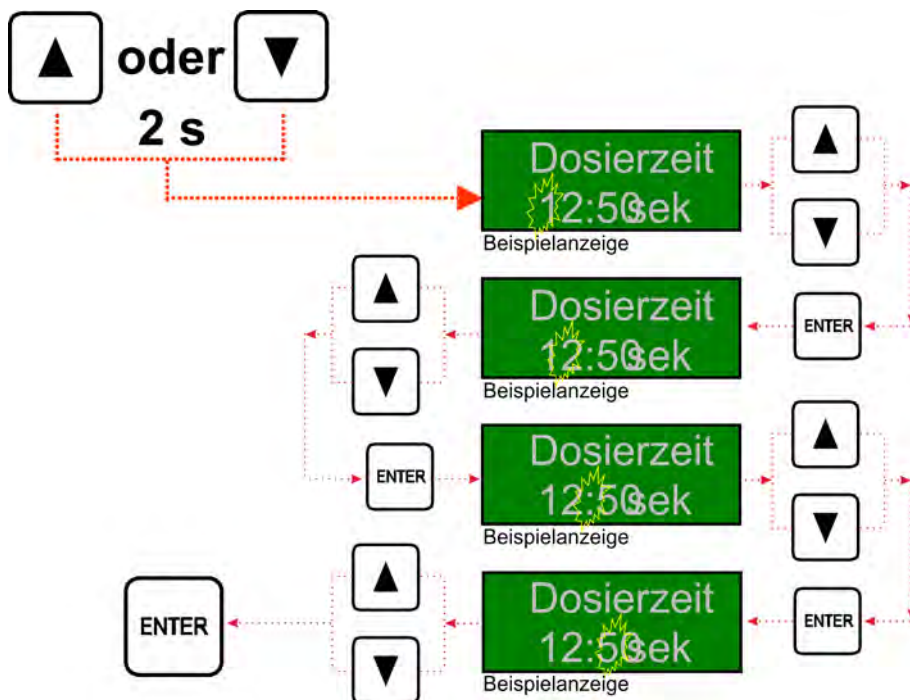 oder
2 s
Dosierzeit
12:50sek
Beispielanzeige
Dosierzeit
12:50sek
ENTER
Beispielanzeige
Dosierzeit
ENTER
12:50sek
Beispielanzeige
Dosierzeit
ENTER
ENTER
12:50sek
Beispielanzeige